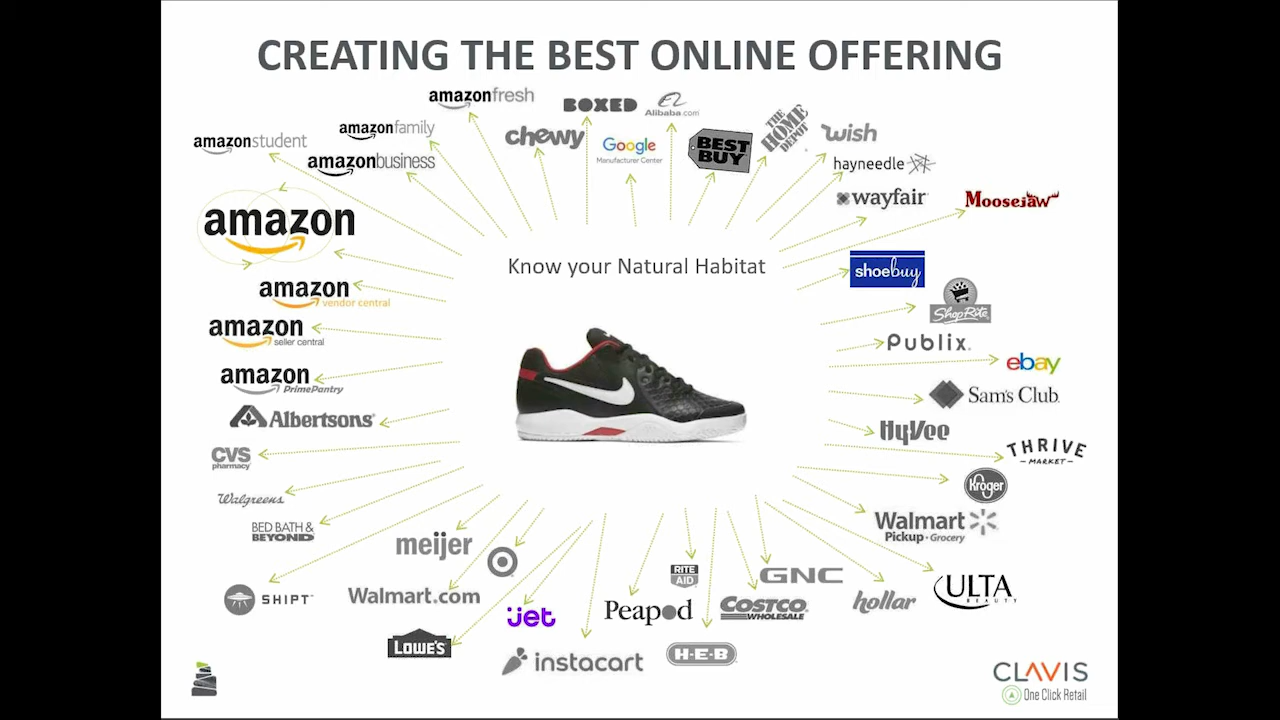 CREATING THE BEST ONLINE OFFERING
amazonfresh
BOXED
Alibaba.com
amazonstudent
amazonfamily
amazonbusiness
chewy
Google
Manufacturer Center
BEST
BUY
THE
HOME
DEPOT
wish
hayneedle
wayfair
Moosejaw
amazon
Know your Natural Habitat
shoebuy
amazon
vendor central
ShopRite
amazon
seller central
Publix.
ebay
amazon
PrimePantry
Sam's Club
Albertsons
HyVee
THRIVE
MARKET
CVS
pharmacy
Kroger
Walgreens
Walmart
Pickup • Grocery
BED BATH &
BEYOND
meijer
RITE
AID
GNC
ULTA
BEAUTY
SHIPT
Walmart.com
jet
Peapod
COSTCO
WHOLESALE
hollar
LOWE'S
instacart
H-E-B
CLAVIS
One Click Retail